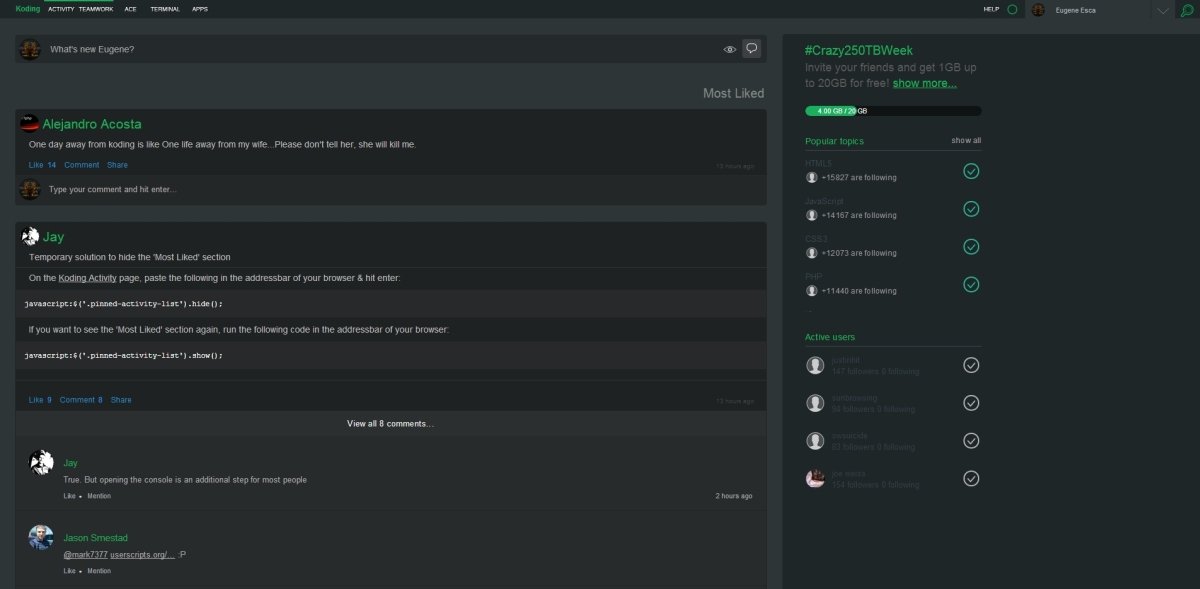 Koding ACTIVITY TEAMWORK ACE TERMINAL APPS HELP Eugene Esca
What's new Eugene?
Most Liked
Alejandro Acosta
One day away from koding is like One life away from my wife...Please don't tell her, she will kill me.
Like 14 Comment Share 13 hours ago
Type your comment and hit enter...
Jay
Temporary solution to hide the 'Most Liked' section
On the Koding Activity page, paste the following in the addressbar of your browser & hit enter:
javascript:$(".pinned-activity-list").hide();
If you want to see the 'Most Liked' section again, run the following code in the addressbar of your browser:
javascript:$(".pinned-activity-list").show();
Like 9 Comment 8 Share 13 hours ago
View all 8 comments...
Jay
True. But opening the console is an additional step for most people
Like • Mention 2 hours ago
Jason Smestad
@mark7377 userscripts.org/... :P
Like • Mention
#Crazy250TBWeek
Invite your friends and get 1GB up
to 20GB for free! show more...
4.00 GB / 20 GB
Popular topics show all
HTML5
+15827 are following
JavaScript
+14167 are following
CSS3
+12073 are following
PHP
+11440 are following
Active users
147 followers 0 following
sunbrowsing
94 followers 0 following
83 followers 0 following
154 followers 0 following